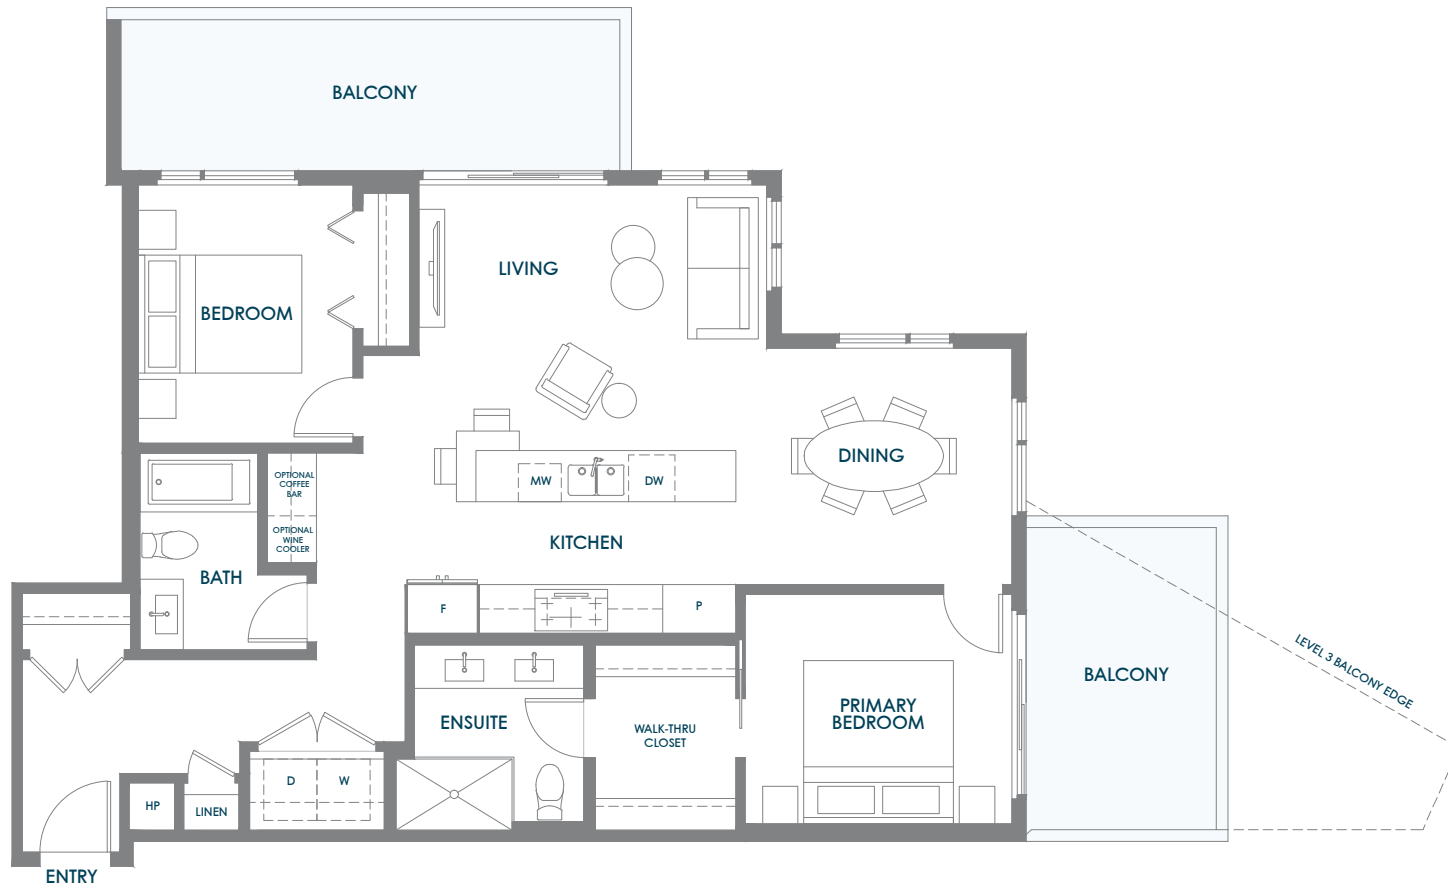 BALCONY
LIVING
BEDROOM
DINING
OPTIONAL
COFFEE
BAR
MW
DW
OPTIONAL
WINE
COOLER
KITCHEN
BATH
F
P
LEVEL 3 BALCONY EDGE
BALCONY
PRIMARY
BEDROOM
ENSUITE
WALK-THRU
CLOSET
D
W
HP
LINEN
ENTRY